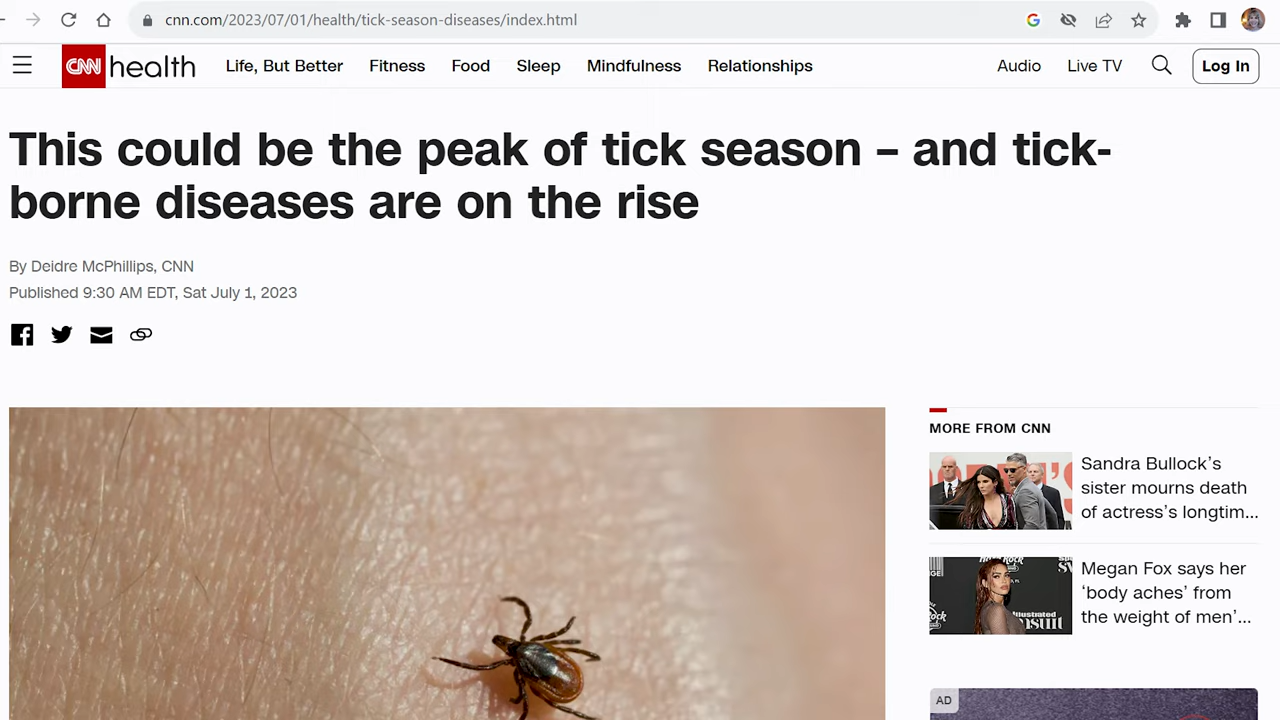 cnn.com/2023/07/01/health/tick-season-diseases/index.html
CNN health
Life, But Better
Fitness
Food
Sleep
Mindfulness
Relationships
Audio
Live TV
Log In
This could be the peak of tick season – and tick-
borne diseases are on the rise
By Deidre McPhillips, CNN
Published 9:30 AM EDT, Sat July 1, 2023
MORE FROM CNN
Sandra Bullock’s
sister mourns death
of actress’s longtim...
Megan Fox says her
‘body aches’ from
the weight of men’...
AD